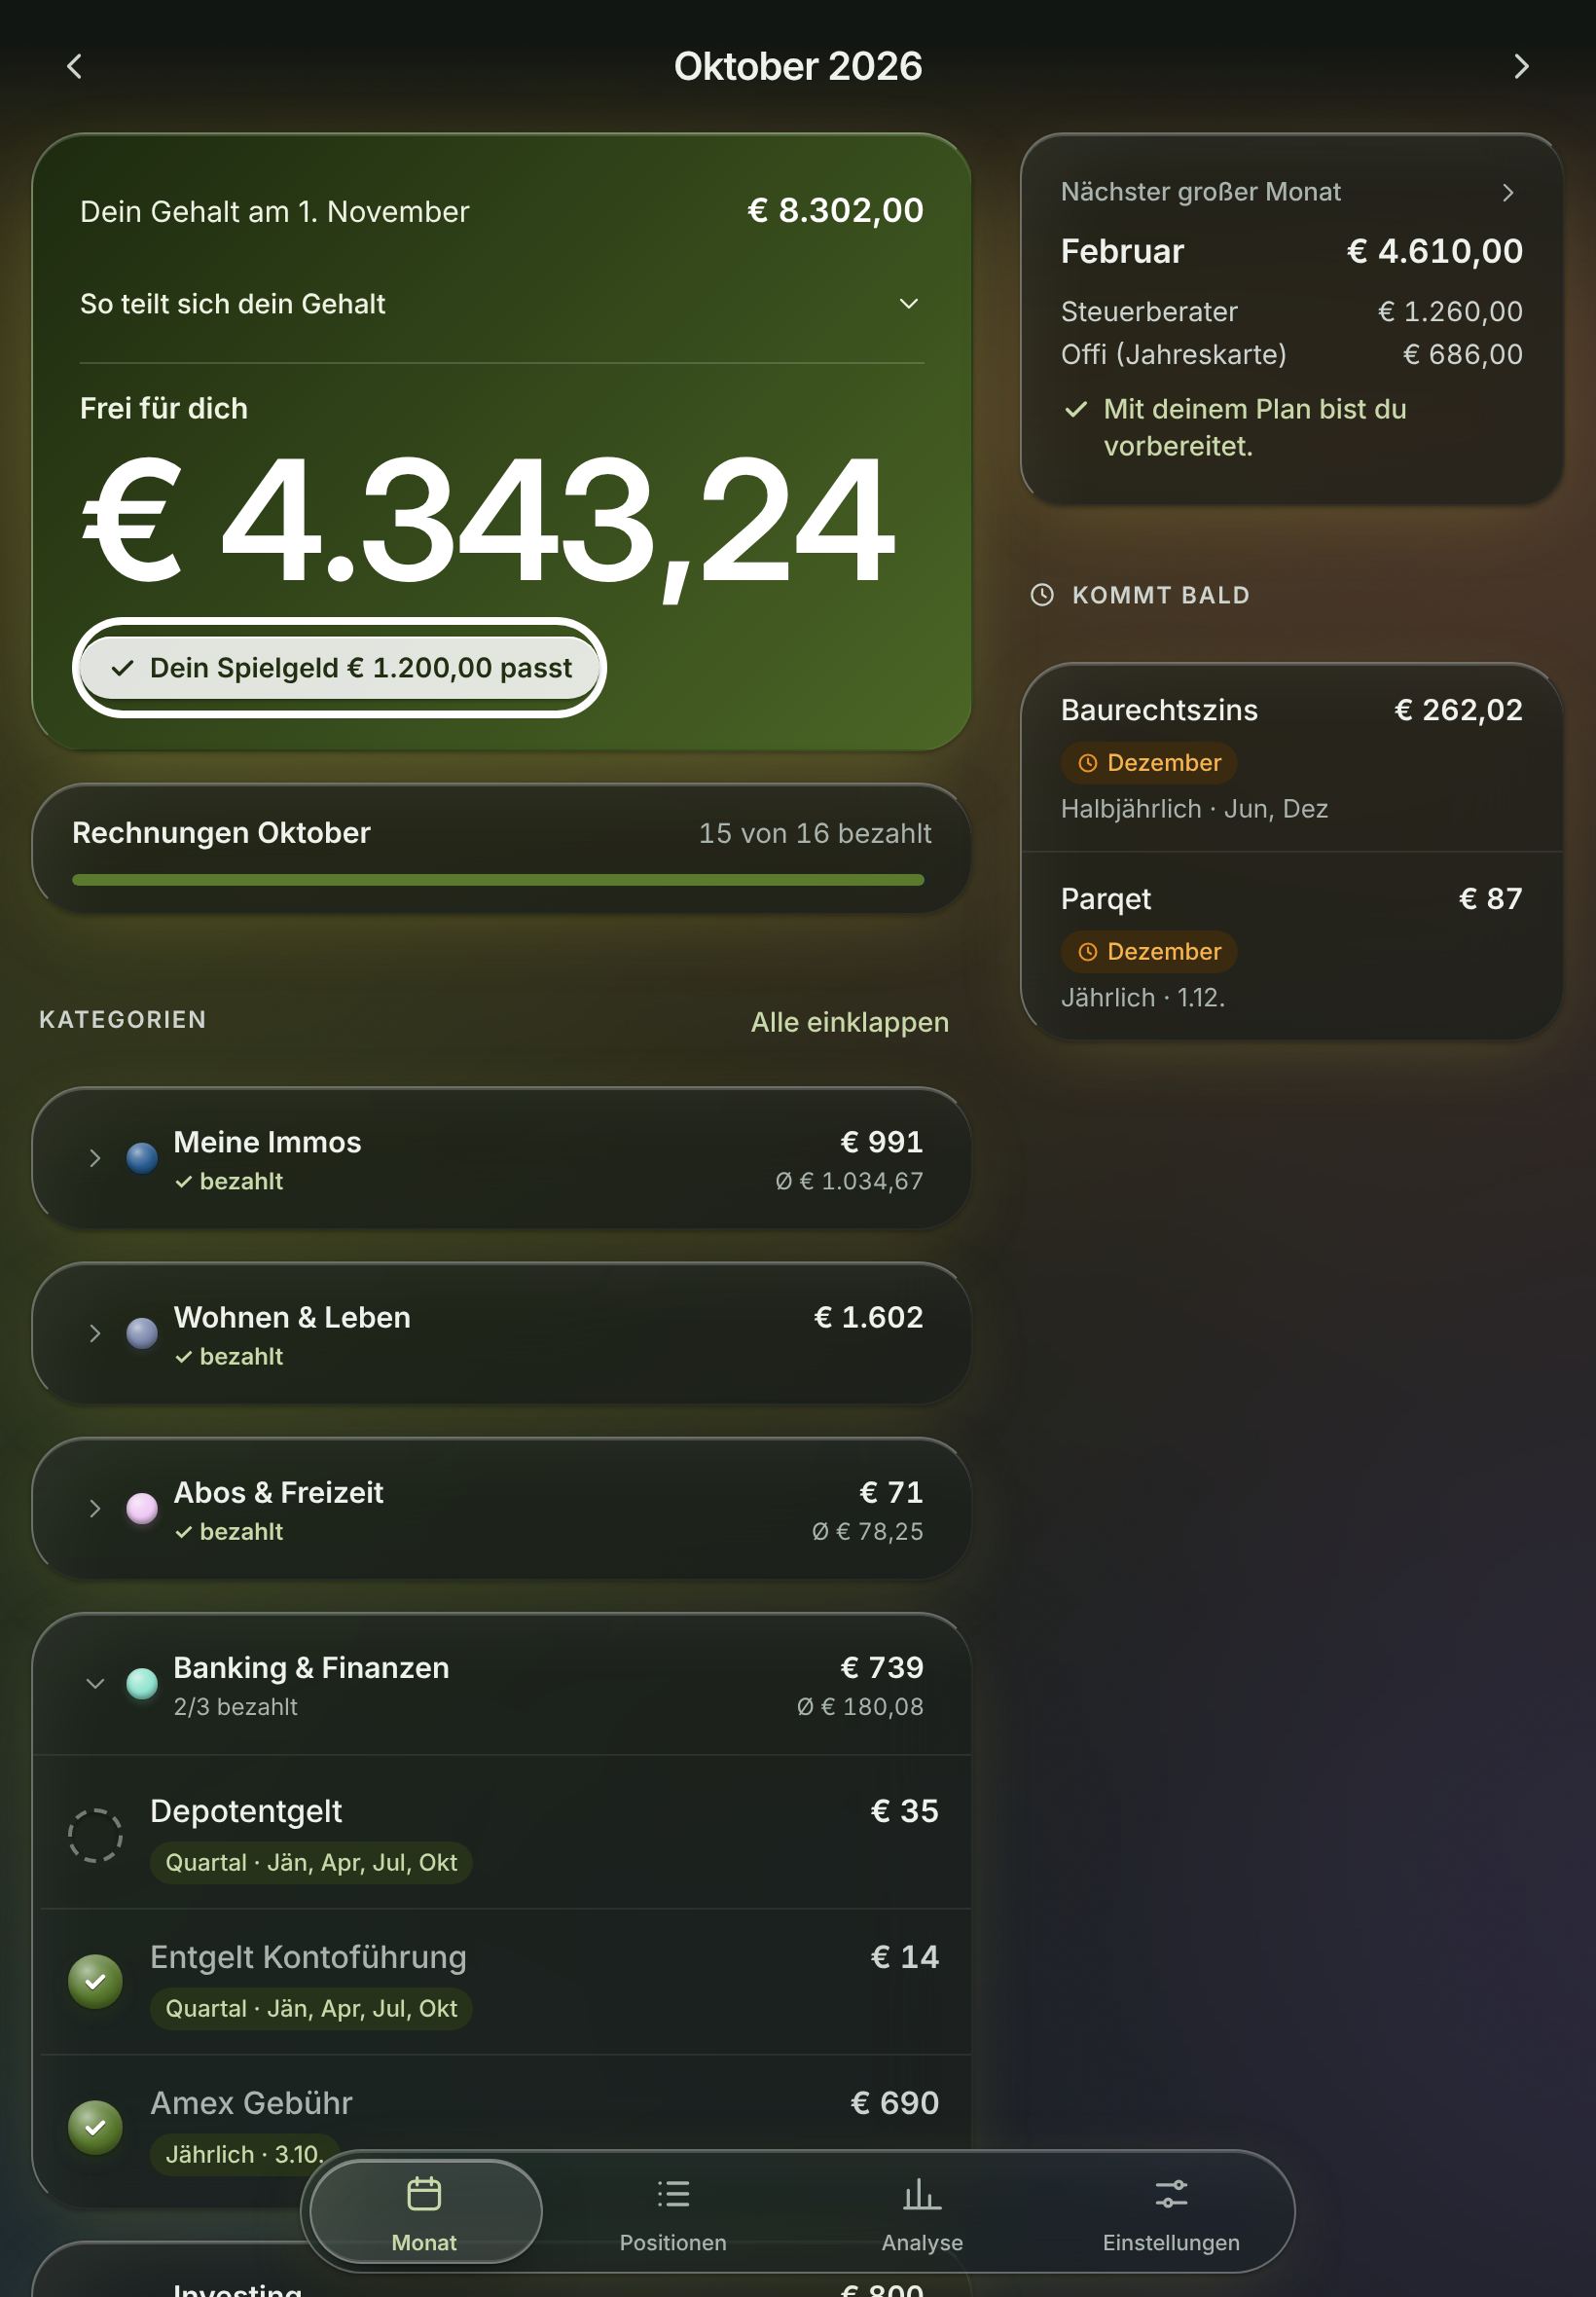 Oktober 2026
Dein Gehalt am 1. November € 8.302,00
So teilt sich dein Gehalt
Frei für dich
€ 4.343,24
Dein Spielgeld € 1.200,00 passt
Rechnungen Oktober 15 von 16 bezahlt
KATEGORIEN Alle einklappen
Meine Immos € 991
bezahlt Ø € 1.034,67
Wohnen & Leben € 1.602
bezahlt
Abos & Freizeit € 71
bezahlt Ø € 78,25
Banking & Finanzen € 739
2/3 bezahlt Ø € 180,08
Depotentgelt € 35
Quartal · Jän, Apr, Jul, Okt
Entgelt Kontoführung € 14
Quartal · Jän, Apr, Jul, Okt
Amex Gebühr € 690
Jährlich · 3.10.
Investing € 800
Nächster großer Monat
Februar € 4.610,00
Steuerberater € 1.260,00
Offi (Jahreskarte) € 686,00
Mit deinem Plan bist du
vorbereitet.
KOMMT BALD
Baurechtszins € 262,02
Dezember
Halbjährlich · Jun, Dez
Parqet € 87
Dezember
Jährlich · 1.12.
Monat Positionen Analyse Einstellungen